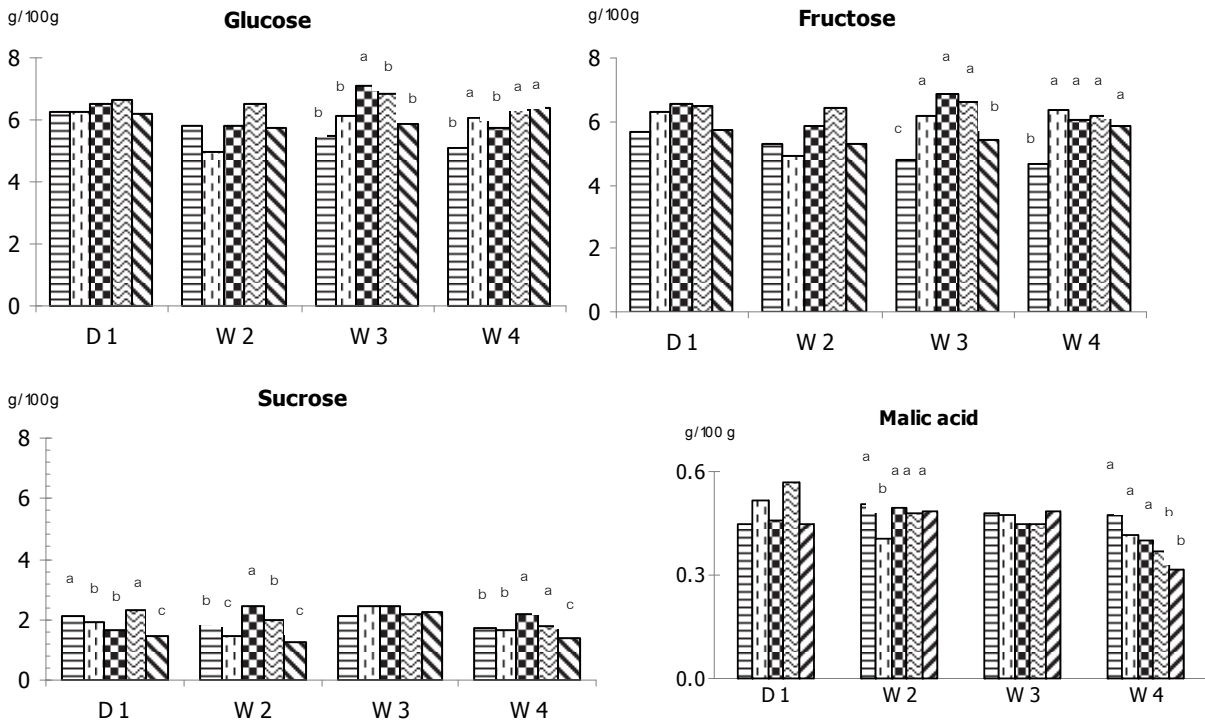 g/100g
Glucose
8
6
4
2
0
b b a b b
b a b a a
D 1 W 2 W 3 W 4
g/100g
Fructose
8
6
4
2
0
c a a a b
b a a a a
D 1 W 2 W 3 W 4
g/100g
Sucrose
8
6
4
2
0
a b b a c
b c a b c
b b a a c
D 1 W 2 W 3 W 4
Malic acid
g/100 g
0.6
0.3
0.0
a b a a a
a a a b b
D 1 W 2 W 3 W 4